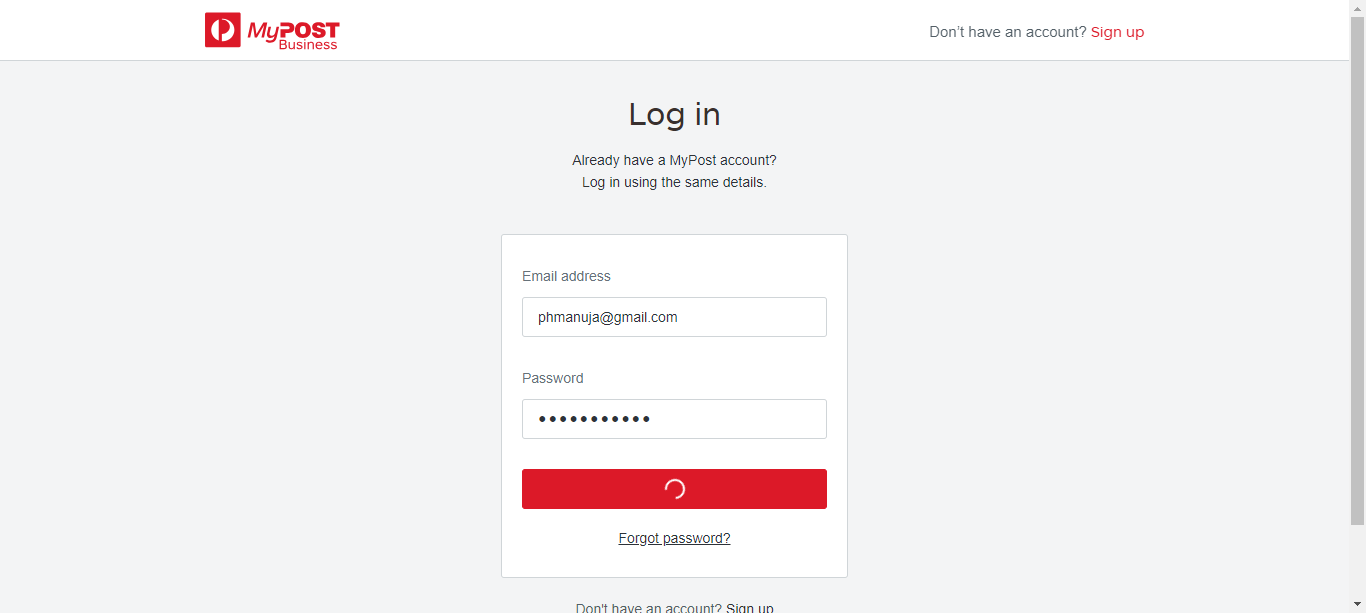 MyPOST
Business
Don't have an account? Sign up
Log in
Already have a MyPost account?
Log in using the same details.
Email address
phmanuja@gmail.com
Password
•••••••••••
Forgot password?
Don't have an account? Sign up